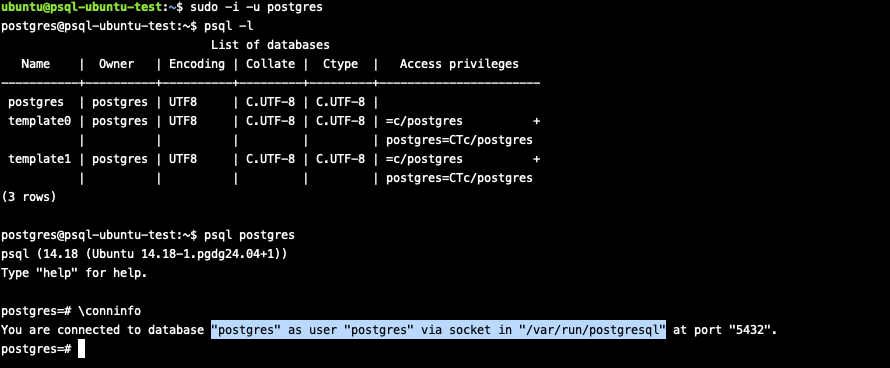 ubuntu@psql-ubuntu-test:~$ sudo -i -u postgres
postgres@psql-ubuntu-test:~$ psql -l
                              List of databases
   Name    |  Owner   | Encoding | Collate |  Ctype  |   Access privileges
-----------+----------+----------+---------+---------+-----------------------
 postgres  | postgres | UTF8     | C.UTF-8 | C.UTF-8 |
 template0 | postgres | UTF8     | C.UTF-8 | C.UTF-8 | =c/postgres          +
           |          |          |         |         | postgres=CTc/postgres
 template1 | postgres | UTF8     | C.UTF-8 | C.UTF-8 | =c/postgres          +
           |          |          |         |         | postgres=CTc/postgres
(3 rows)
postgres@psql-ubuntu-test:~$ psql postgres
psql (14.18 (Ubuntu 14.18-1.pgdg24.04+1))
Type "help" for help.
postgres=# \conninfo
You are connected to database "postgres" as user "postgres" via socket in "/var/run/postgresql" at port "5432".
postgres=#